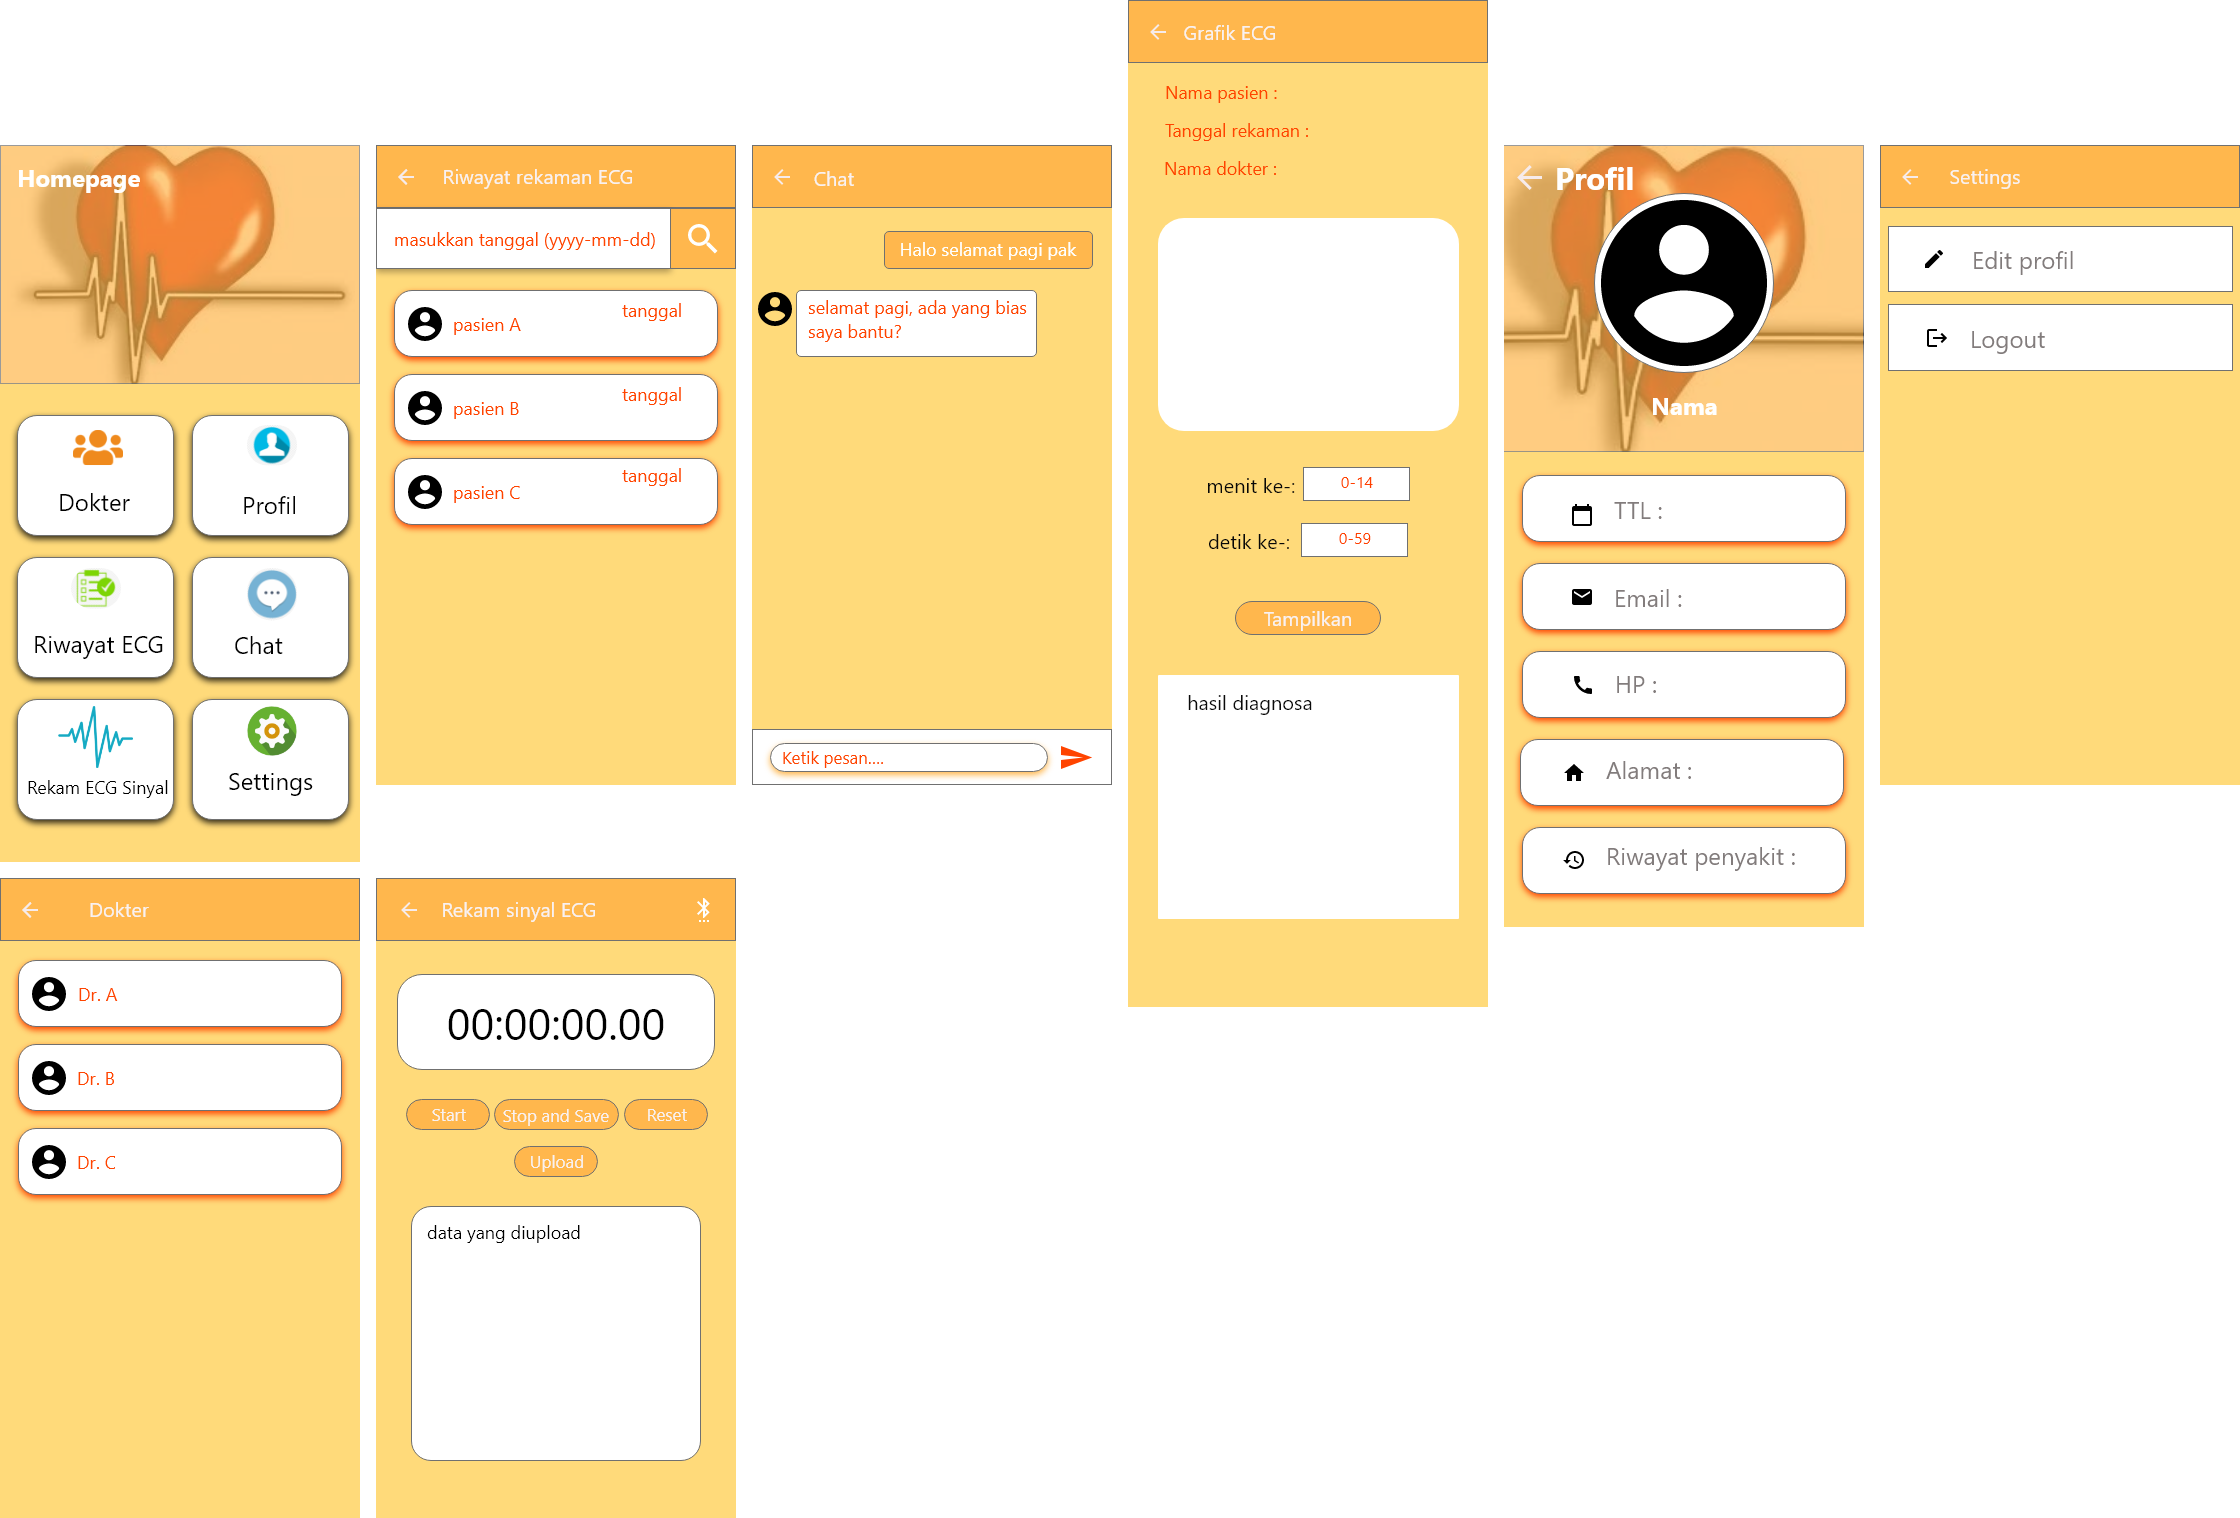 Homepage
Dokter
Profil
Riwayat ECG
Chat
Rekam ECG Sinyal
Settings
Riwayat rekaman ECG
masukkan tanggal (yyyy-mm-dd)
pasien A
tanggal
pasien B
tanggal
pasien C
tanggal
Chat
Halo selamat pagi pak
selamat pagi, ada yang bias
saya bantu?
Ketik pesan....
Grafik ECG
Nama pasien :
Tanggal rekaman :
Nama dokter :
menit ke-: 0-14
detik ke-: 0-59
Tampilkan
hasil diagnosa
Profil
Nama
TTL :
Email :
HP :
Alamat :
Riwayat penyakit :
Settings
Edit profil
Logout
Dokter
Dr. A
Dr. B
Dr. C
Rekam sinyal ECG
00:00:00.00
Start
Stop and Save
Reset
Upload
data yang diupload